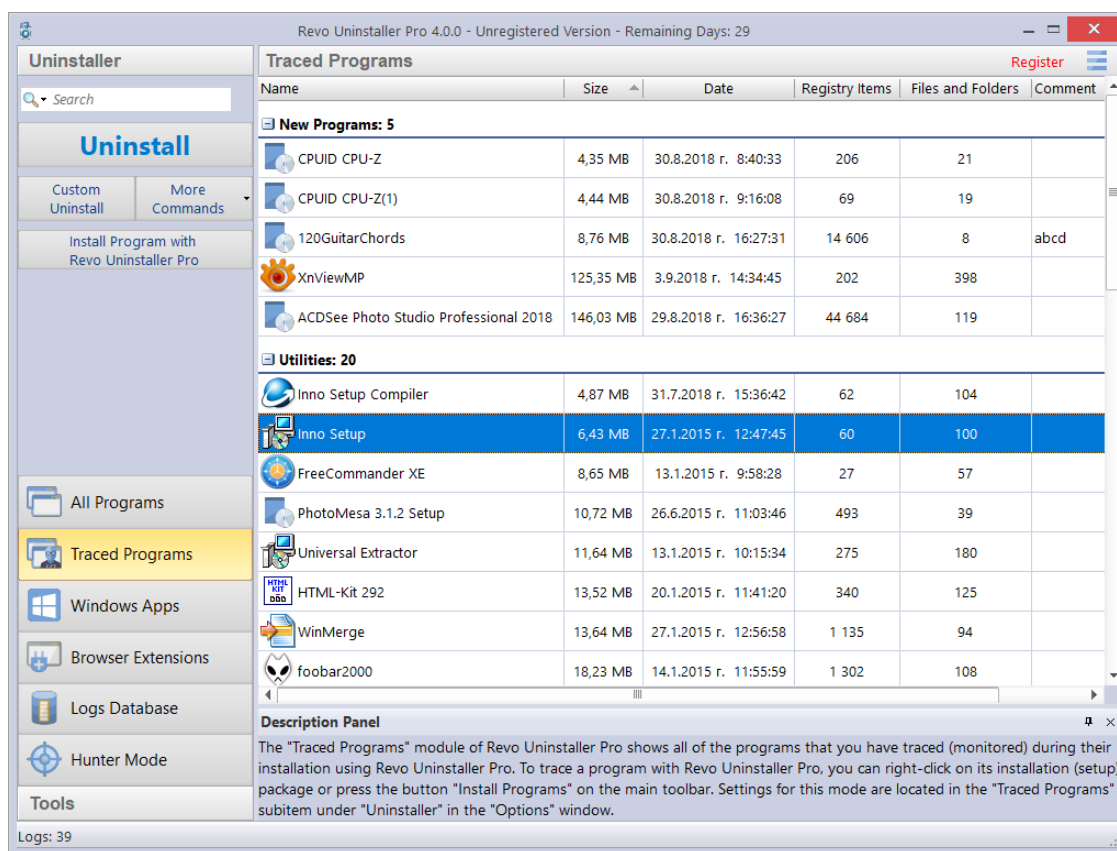 Revo Uninstaller Pro 4.0.0 - Unregistered Version - Remaining Days: 29
Uninstaller
Search
Uninstall
Custom Uninstall
More Commands
Install Program with
Revo Uninstaller Pro
All Programs
Traced Programs
Windows Apps
Browser Extensions
Logs Database
Hunter Mode
Tools
Traced Programs Register
Name Size Date Registry Items Files and Folders Comment
New Programs: 5
CPUID CPU-Z 4,35 MB 30.8.2018 г. 8:40:33 206 21
CPUID CPU-Z(1) 4,44 MB 30.8.2018 г. 9:16:08 69 19
120GuitarChords 8,76 MB 30.8.2018 г. 16:27:31 14 606 8 abcd
XnViewMP 125,35 MB 3.9.2018 г. 14:34:45 202 398
ACDSee Photo Studio Professional 2018 146,03 MB 29.8.2018 г. 16:36:27 44 684 119
Utilities: 20
Inno Setup Compiler 4,87 MB 31.7.2018 г. 15:36:42 62 104
Inno Setup 6,43 MB 27.1.2015 г. 12:47:45 60 100
FreeCommander XE 8,65 MB 13.1.2015 г. 9:58:28 27 57
PhotoMesa 3.1.2 Setup 10,72 MB 26.6.2015 г. 11:03:46 493 39
Universal Extractor 11,64 MB 13.1.2015 г. 10:15:34 275 180
HTML KIT
HTML-Kit 292 13,52 MB 20.1.2015 г. 11:41:20 340 125
WinMerge 13,64 MB 27.1.2015 г. 12:56:58 1 135 94
foobar2000 18,23 MB 14.1.2015 г. 11:55:59 1 302 108
Description Panel
The "Traced Programs" module of Revo Uninstaller Pro shows all of the programs that you have traced (monitored) during their
installation using Revo Uninstaller Pro. To trace a program with Revo Uninstaller Pro, you can right-click on its installation (setup)
package or press the button "Install Programs" on the main toolbar. Settings for this mode are located in the "Traced Programs"
subitem under "Uninstaller" in the "Options" window.
Logs: 39